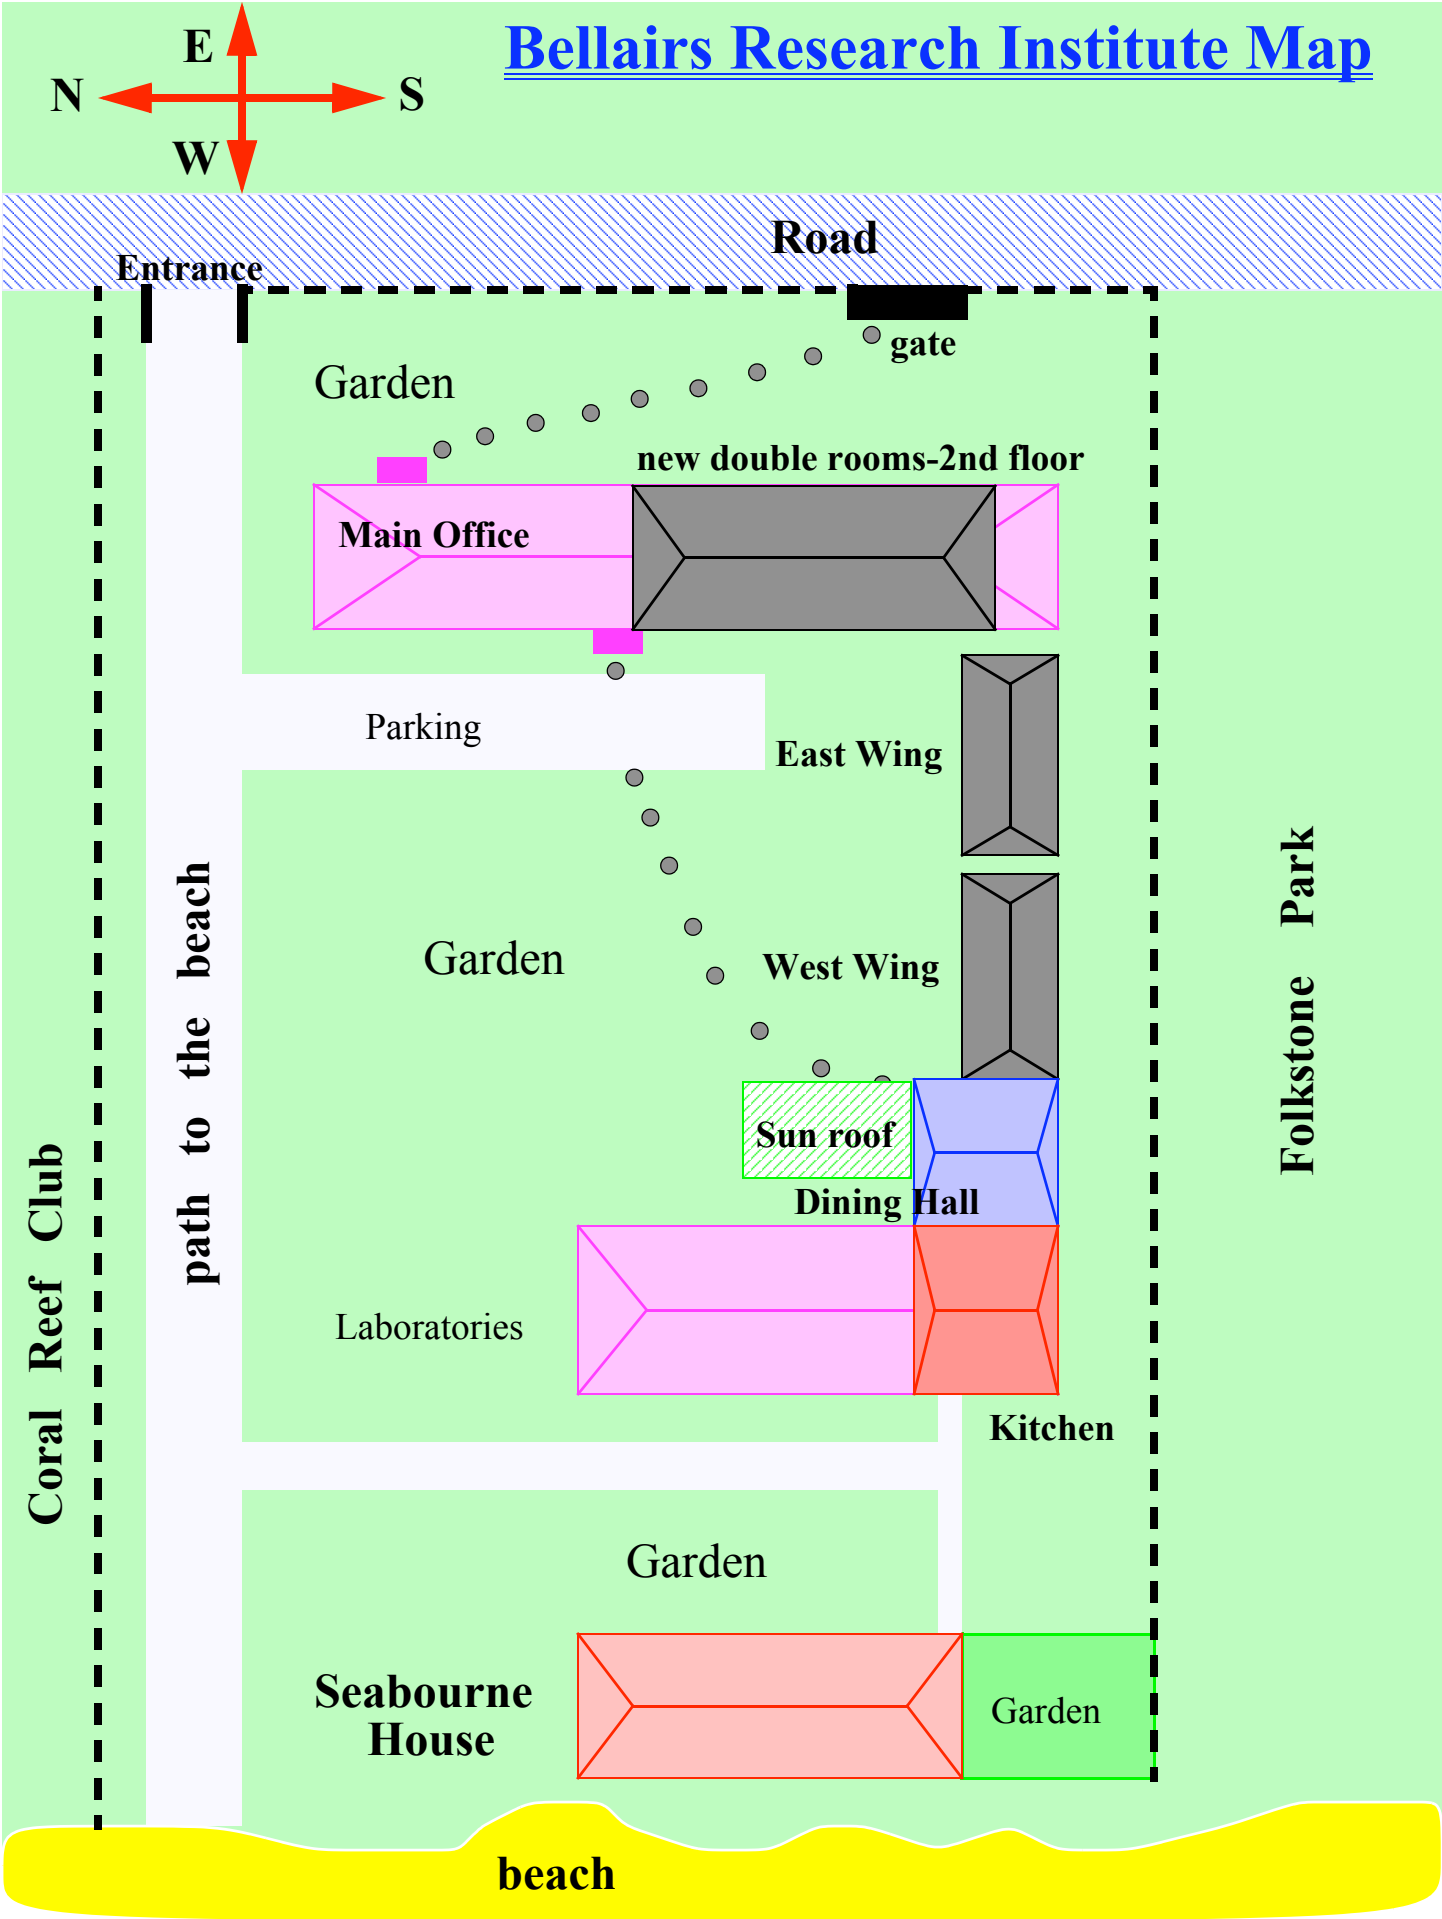 Bellairs Research Institute Map
E
N
S
W
Road
Entrance
gate
Garden
new double rooms-2nd floor
Main Office
Parking
East Wing
path to the beach
Garden
West Wing
Folkstone Park
Sun roof
Dining Hall
Coral Reef Club
Laboratories
Kitchen
Garden
Seabourne
House
Garden
beach